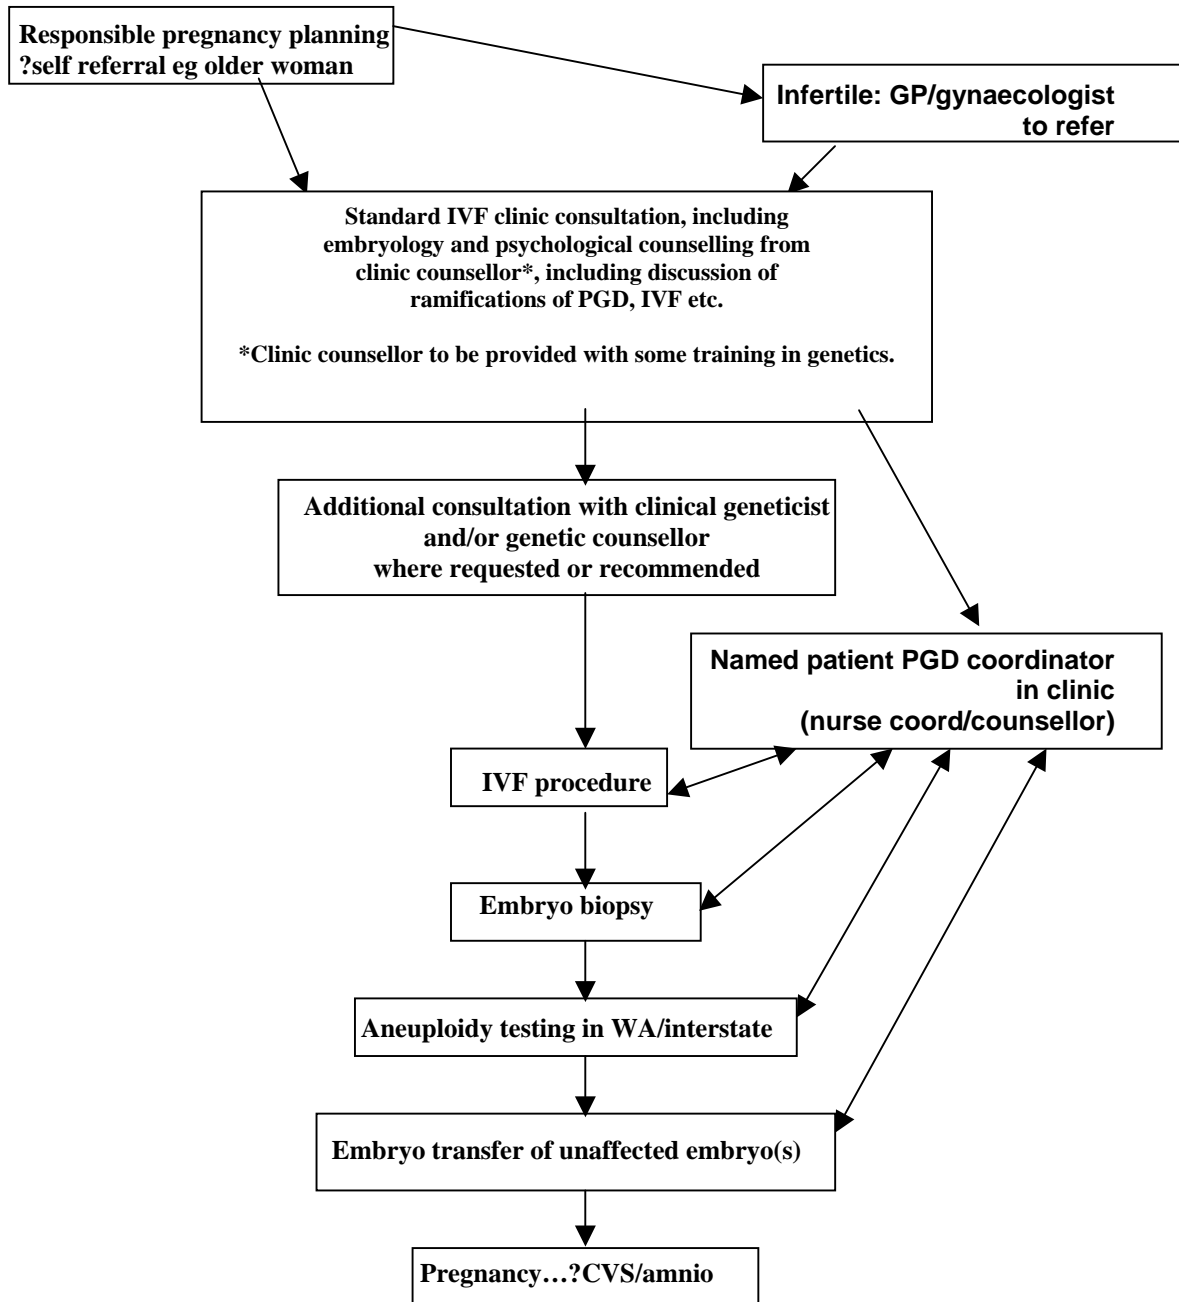 Responsible pregnancy planning
?self referral eg older woman
Infertile: GP/gynaecologist
to refer
Standard IVF clinic consultation, including
embryology and psychological counselling from
clinic counsellor*, including discussion of
ramifications of PGD, IVF etc.
*Clinic counsellor to be provided with some training in genetics.
Additional consultation with clinical geneticist
and/or genetic counsellor
where requested or recommended
Named patient PGD coordinator
in clinic
(nurse coord/counsellor)
IVF procedure
Embryo biopsy
Aneuploidy testing in WA/interstate
Embryo transfer of unaffected embryo(s)
Pregnancy...?CVS/amnio